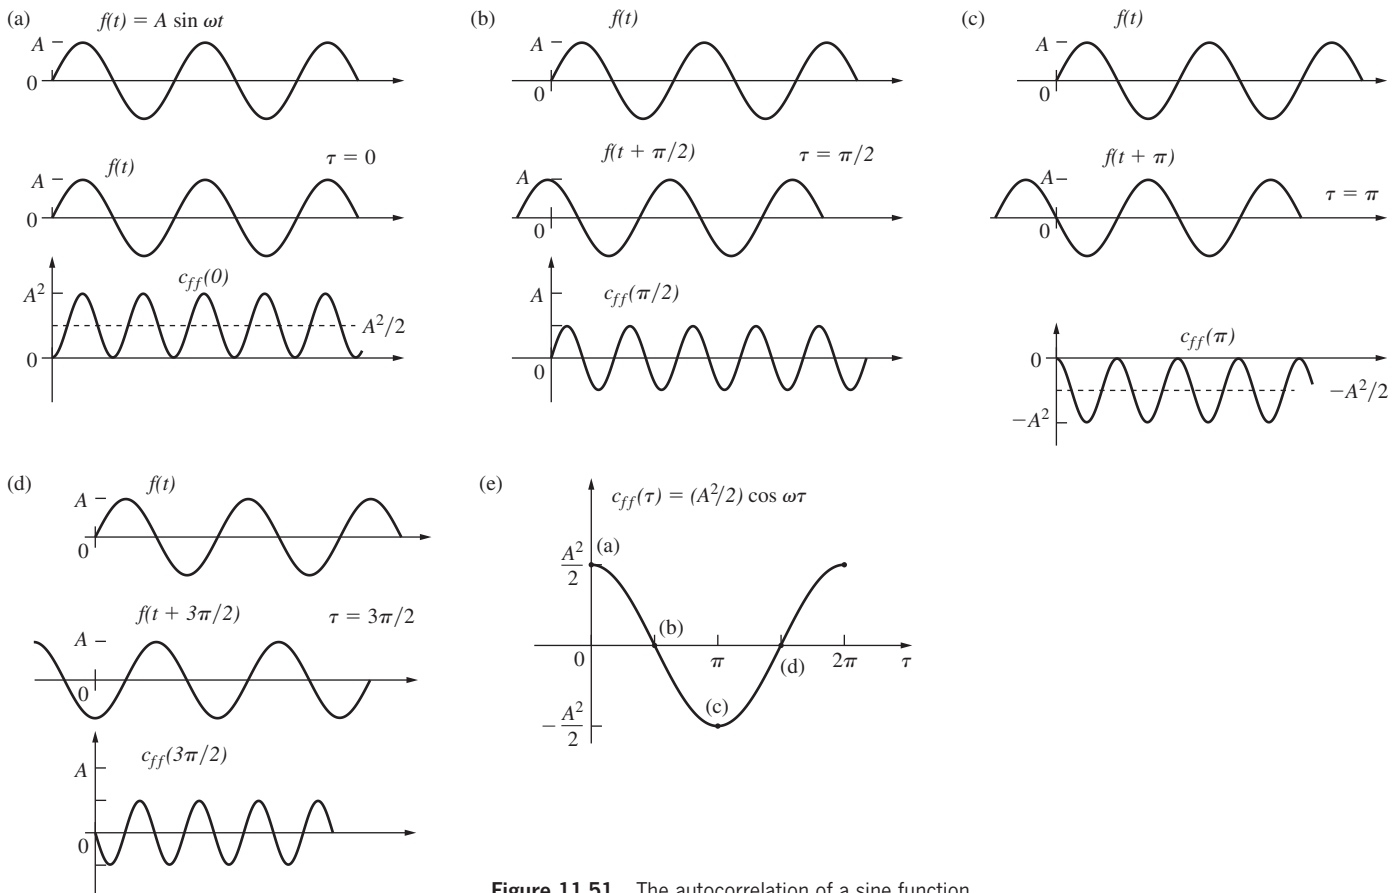 (a)
f(t) = A sin ωt
A
0
f(t)
τ = 0
A
0
c_ff(0)
A²
A²/2
0
(b)
f(t)
A
0
f(t + π/2)
τ = π/2
A
0
c_ff(π/2)
A
0
(c)
f(t)
A
0
f(t + π)
A
τ = π
0
c_ff(π)
0
−A²/2
−A²
(d)
f(t)
A
0
f(t + 3π/2)
τ = 3π/2
A
0
c_ff(3π/2)
A
0
(e)
c_ff(τ) = (A²/2) cos ωτ
A²/2
(a)
(b)
0
π
(d)
2π
τ
(c)
−A²/2
Figure 11.51 The autocorrelation of a sine function.